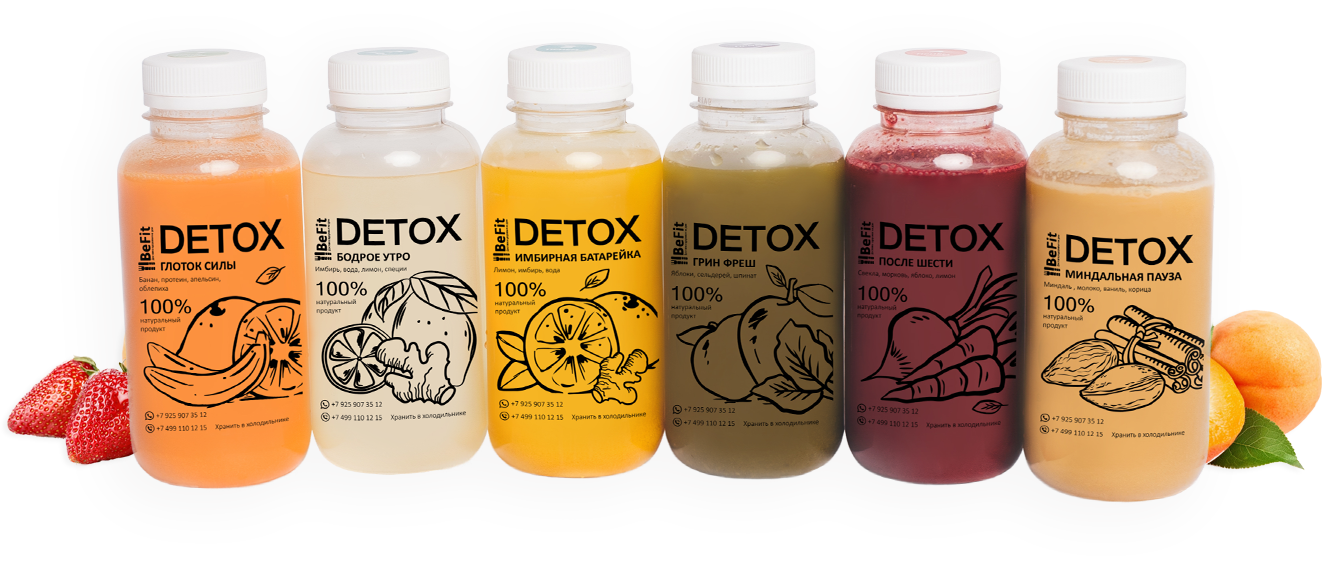 BeFit
DETOX
ГЛОТОК СИЛЫ
Банан, протеин, апельсин,
облепиха
100%
натуральный
продукт
+7 925 907 35 12
+7 499 110 12 15 Хранить в холодильнике
BeFit
DETOX
БОДРОЕ УТРО
Имбирь, вода, лимон, специи
100%
натуральный
продукт
+7 925 907 35 12
+7 499 110 12 15 Хранить в холодильнике
BeFit
DETOX
ИМБИРНАЯ БАТАРЕЙКА
Лимон, имбирь, вода
100%
натуральный
продукт
+7 925 907 35 12
+7 499 110 12 15 Хранить в холодильнике
BeFit
DETOX
ГРИН ФРЕШ
Яблоки, сельдерей, шпинат
100%
натуральный
продукт
+7 925 907 35 12
+7 499 110 12 15 Хранить в холодильнике
BeFit
DETOX
ПОСЛЕ ШЕСТИ
Свекла, морковь, яблоко, лимон
100%
натуральный
продукт
+7 925 907 35 12
+7 499 110 12 15 Хранить в холодильнике
BeFit
DETOX
МИНДАЛЬНАЯ ПАУЗА
Миндаль , молоко, ваниль, корица
100%
натуральный
продукт
+7 925 907 35 12
+7 499 110 12 15 Хранить в холодильнике